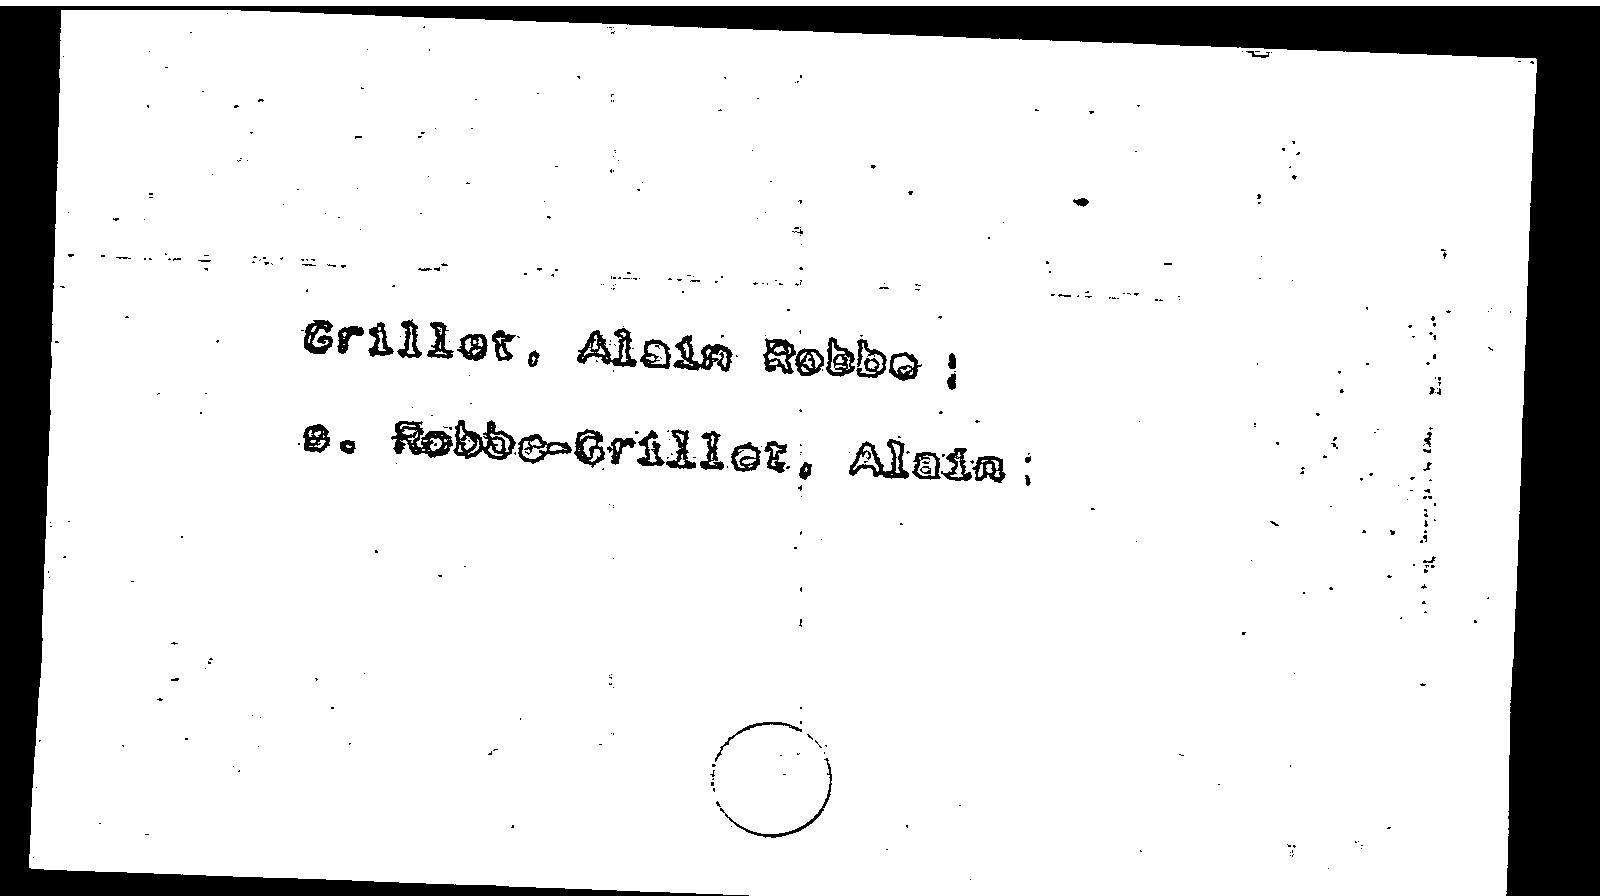 Grillet, Alain Robbe ;
s. Robbe-Grillet, Alain;